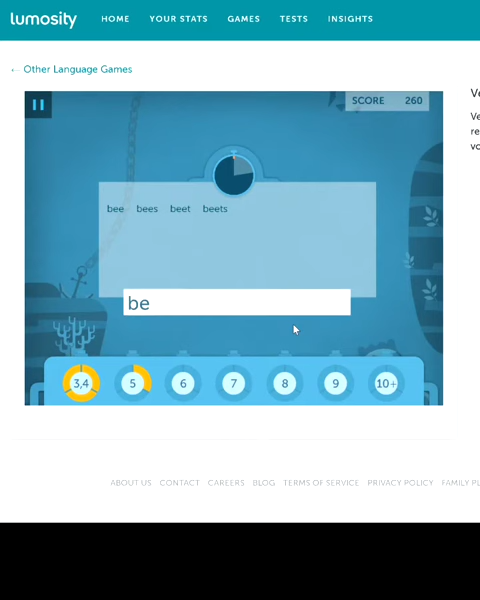 lumosity HOME YOUR STATS GAMES TESTS INSIGHTS
← Other Language Games
SCORE 260
bee bees beet beets
be
3,4 5 6 7 8 9 10+
ABOUT US CONTACT CAREERS BLOG TERMS OF SERVICE PRIVACY POLICY FAMILY